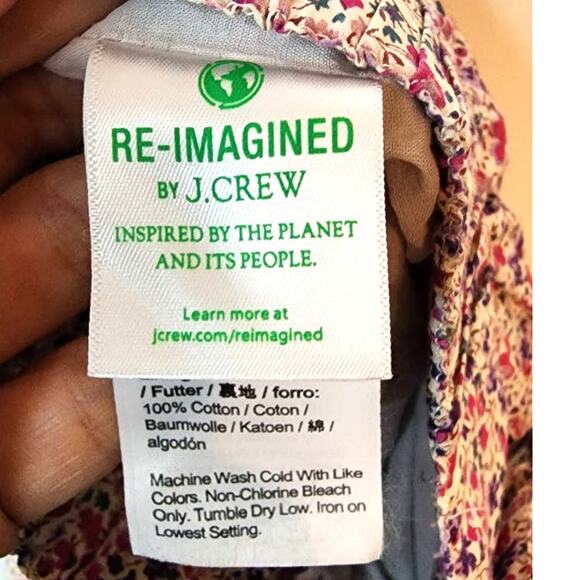 RE-IMAGINED
BY J.CREW
INSPIRED BY THE PLANET
AND ITS PEOPLE.
Learn more at
jcrew.com/reimagined
/ Futter / 裏地 / forro:
100% Cotton / Coton /
Baumwolle / Katoen / 綿 /
algodón
Machine Wash Cold With Like
Colors. Non-Chlorine Bleach
Only. Tumble Dry Low. Iron on
Lowest Setting.